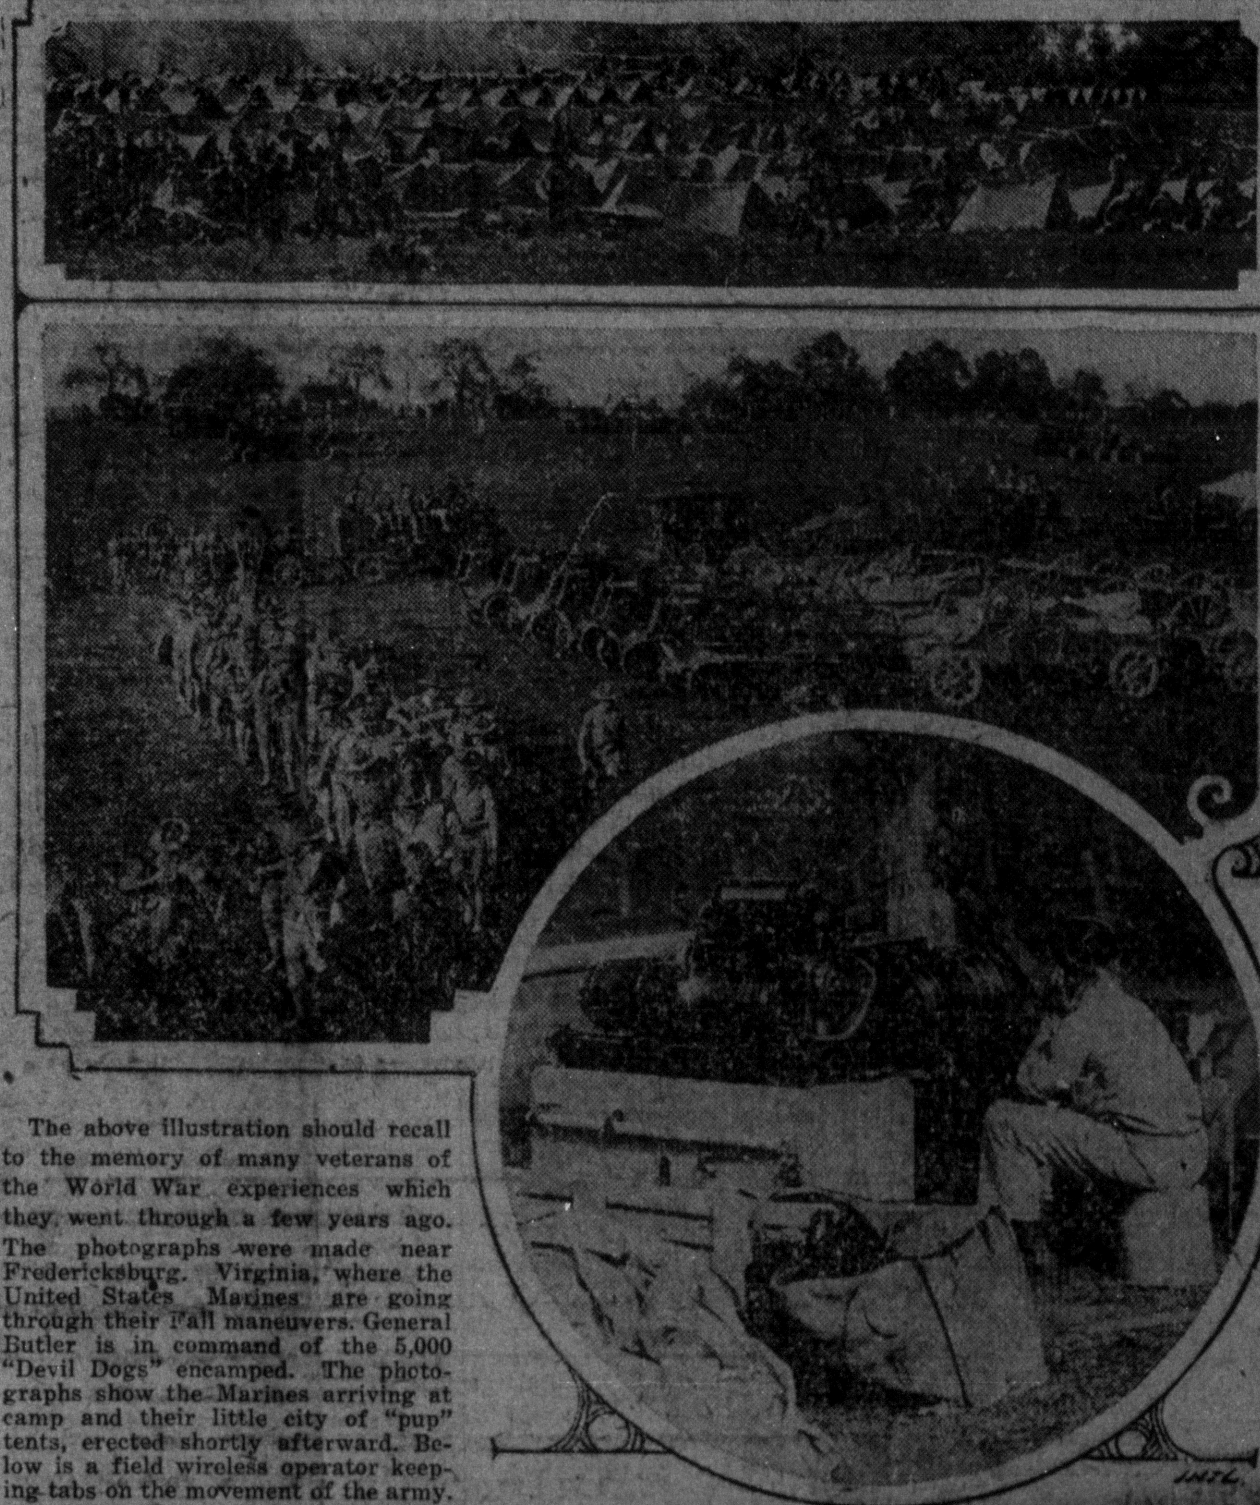 The above illustration should recall
to the memory of many veterans of
the World War experiences which
they went through a few years ago.
The photographs were made near
Fredericksburg. Virginia, where the
United States Marines are going
through their Fall maneuvers. General
Butler is in command of the 5,000
"Devil Dogs" encamped. The photo-
graphs show the Marines arriving at
camp and their little city of "pup"
tents, erected shortly afterward. Be-
low is a field wireless operator keep-
ing tabs on the movement of the army.
INTL